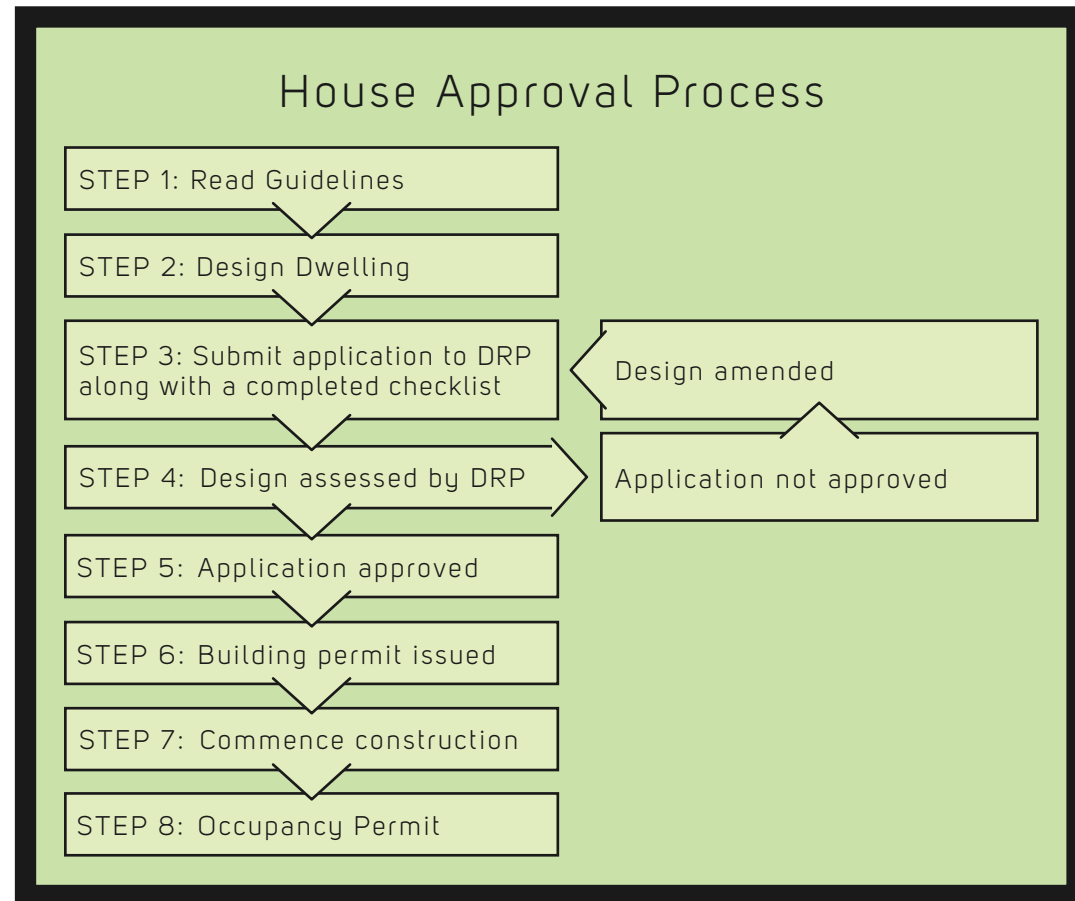 House Approval Process
STEP 1: Read Guidelines
STEP 2: Design Dwelling
STEP 3: Submit application to DRP
along with a completed checklist
Design amended
STEP 4: Design assessed by DRP
Application not approved
STEP 5: Application approved
STEP 6: Building permit issued
STEP 7: Commence construction
STEP 8: Occupancy Permit